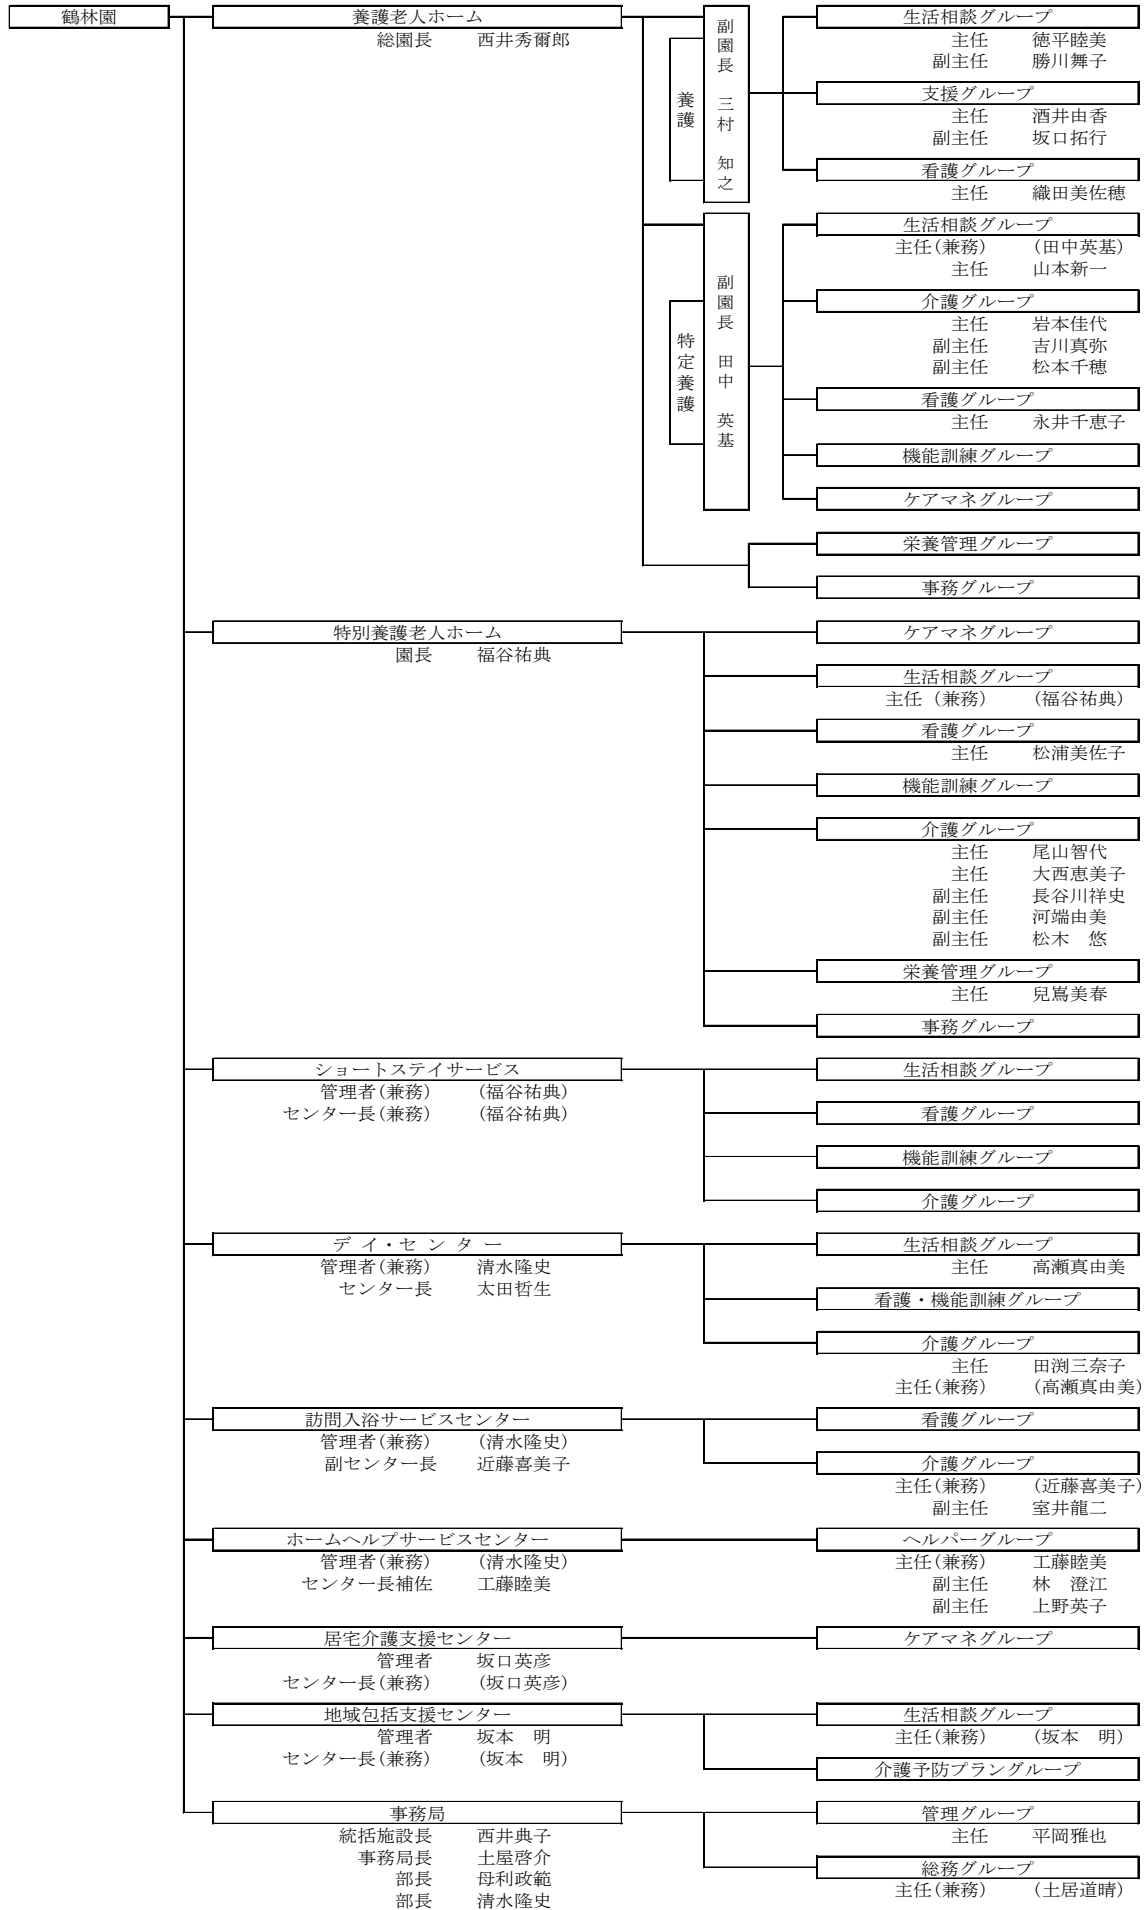 鶴林園
養護老人ホーム
総園長 西井秀爾郎
副園長 三村 知之
養護
生活相談グループ
主任 徳平睦美
副主任 勝川舞子
支援グループ
主任 酒井由香
副主任 坂口拓行
看護グループ
主任 織田美佐穂
副園長 田中 英基
特定養護
生活相談グループ
主任(兼務) (田中英基)
主任 山本新一
介護グループ
主任 岩本佳代
副主任 吉川真弥
副主任 松本千穂
看護グループ
主任 永井千恵子
機能訓練グループ
ケアマネグループ
栄養管理グループ
事務グループ
特別養護老人ホーム
園長 福谷祐典
ケアマネグループ
生活相談グループ
主任(兼務) (福谷祐典)
看護グループ
主任 松浦美佐子
機能訓練グループ
介護グループ
主任 尾山智代
主任 大西恵美子
副主任 長谷川祥史
副主任 河端由美
副主任 松木 悠
栄養管理グループ
主任 兒嶌美春
事務グループ
ショートステイサービス
管理者(兼務) (福谷祐典)
センター長(兼務) (福谷祐典)
生活相談グループ
看護グループ
機能訓練グループ
介護グループ
デイ・センター
管理者(兼務) 清水隆史
センター長 太田哲生
生活相談グループ
主任 高瀬真由美
看護・機能訓練グループ
介護グループ
主任 田渕三奈子
主任(兼務) (高瀬真由美)
訪問入浴サービスセンター
管理者(兼務) (清水隆史)
副センター長 近藤喜美子
看護グループ
介護グループ
主任(兼務) (近藤喜美子)
副主任 室井龍二
ホームヘルプサービスセンター
管理者(兼務) (清水隆史)
センター長補佐 工藤睦美
ヘルパーグループ
主任(兼務) 工藤睦美
副主任 林 澄江
副主任 上野英子
居宅介護支援センター
管理者 坂口英彦
センター長(兼務) (坂口英彦)
ケアマネグループ
地域包括支援センター
管理者 坂本 明
センター長(兼務) (坂本 明)
生活相談グループ
主任(兼務) (坂本 明)
介護予防プラングループ
事務局
統括施設長 西井典子
事務局長 土屋啓介
部長 母利政範
部長 清水隆史
管理グループ
主任 平岡雅也
総務グループ
主任(兼務) (土居道晴)